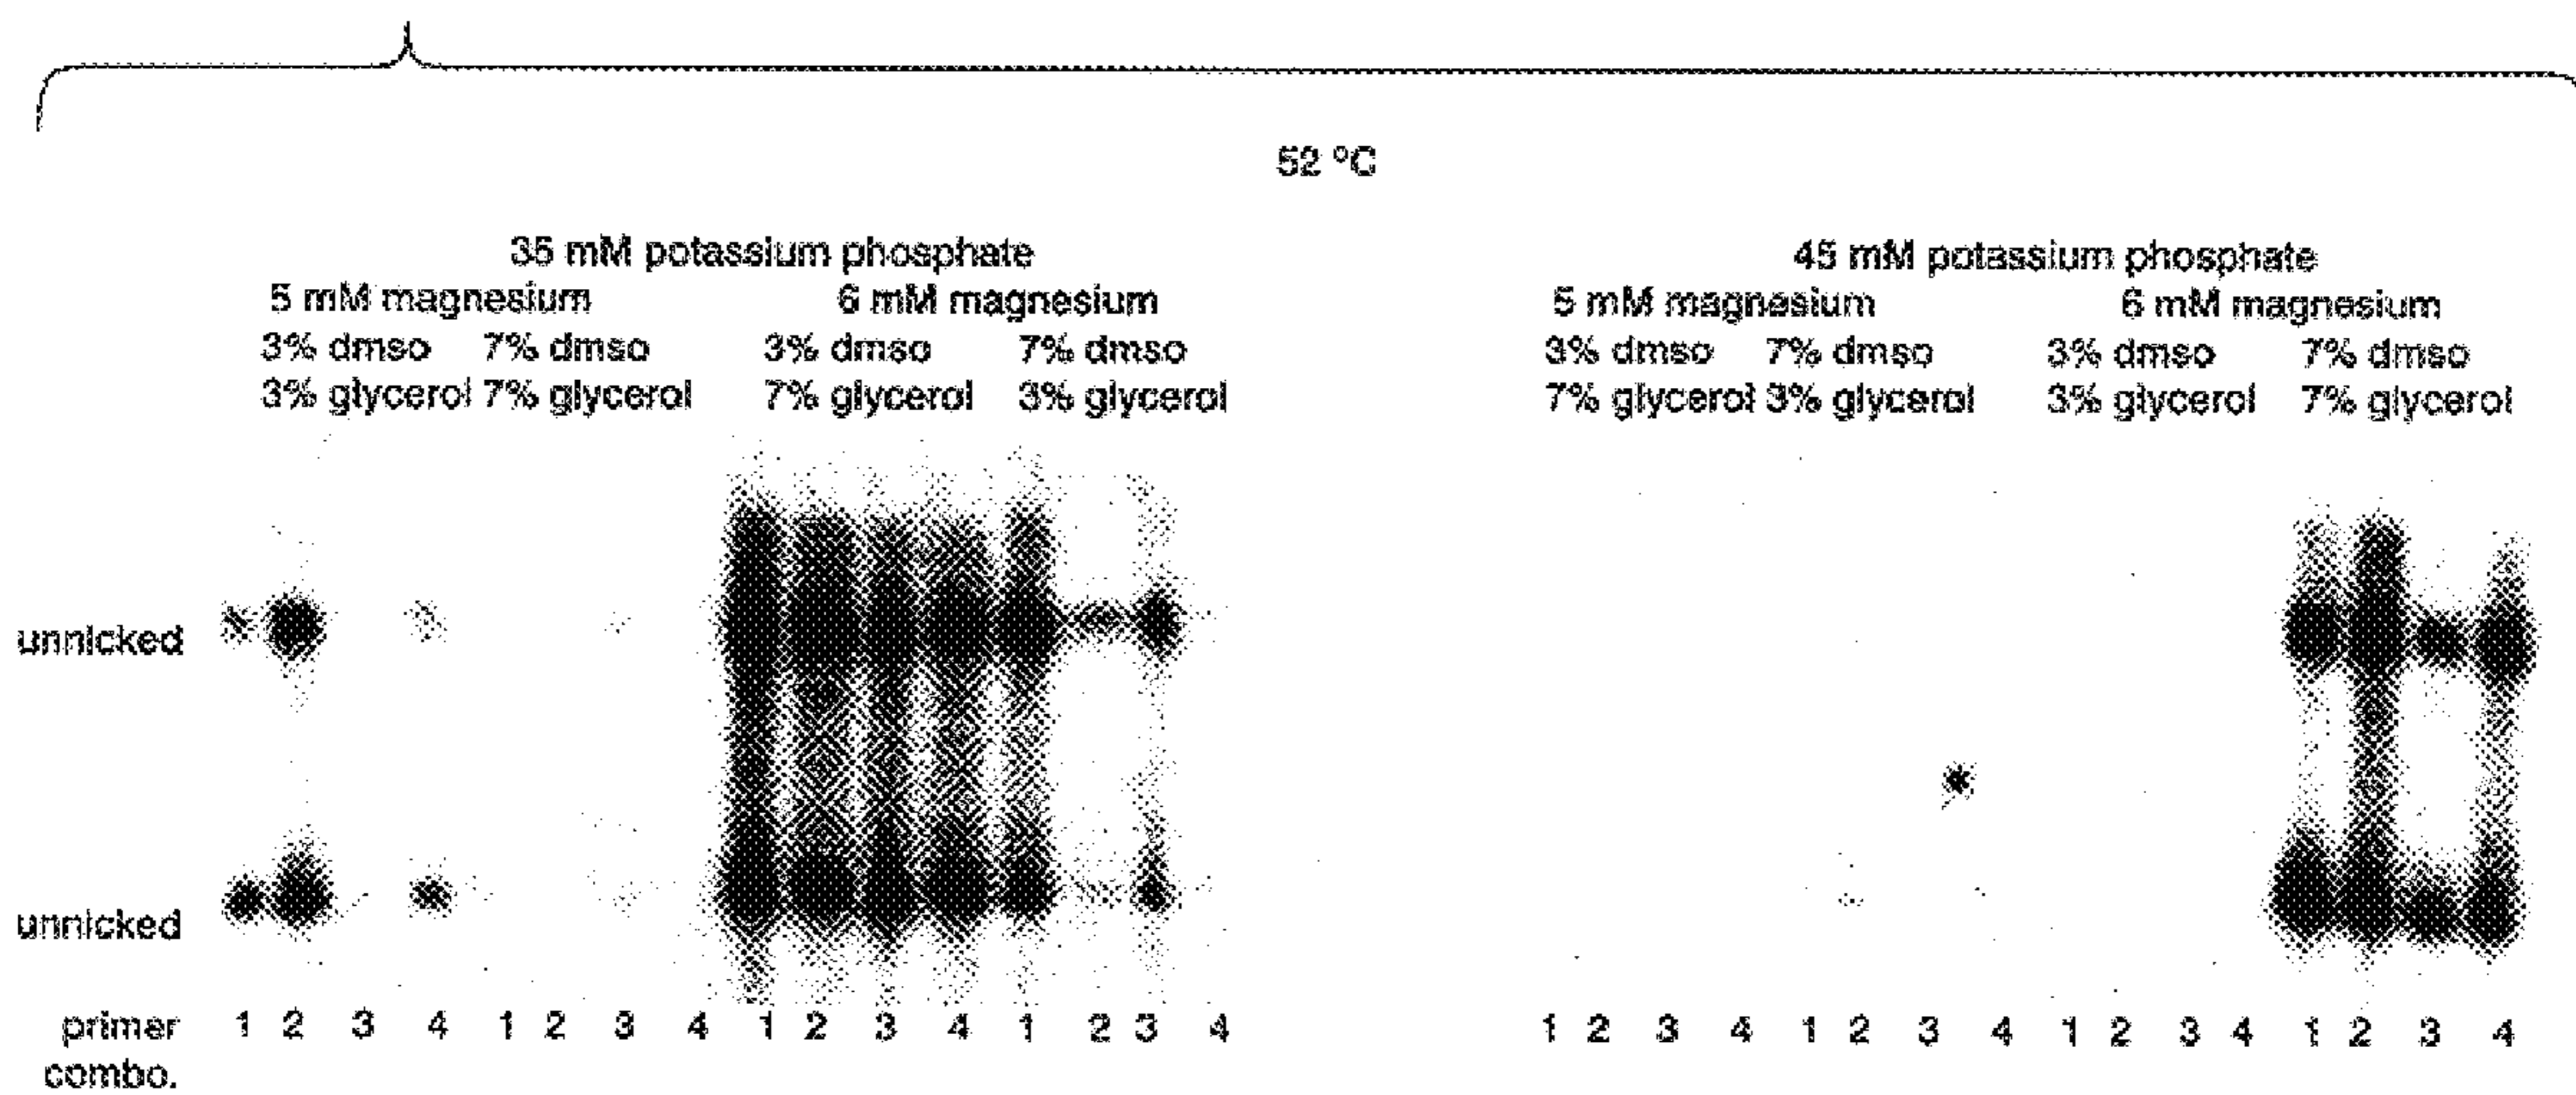 52 ºC
35 mM potassium phosphate 45 mM potassium phosphate
5 mM magnesium 6 mM magnesium 5 mM magnesium 6 mM magnesium
3% dmso 7% dmso 3% dmso 7% dmso 3% dmso 7% dmso 3% dmso 7% dmso
3% glycerol 7% glycerol 7% glycerol 3% glycerol 7% glycerol 3% glycerol 3% glycerol 7% glycerol
unnicked
unnicked
primer 1 2 3 4 1 2 3 4 1 2 3 4 1 2 3 4 1 2 3 4 1 2 3 4 1 2 3 4 1 2 3 4
combo.